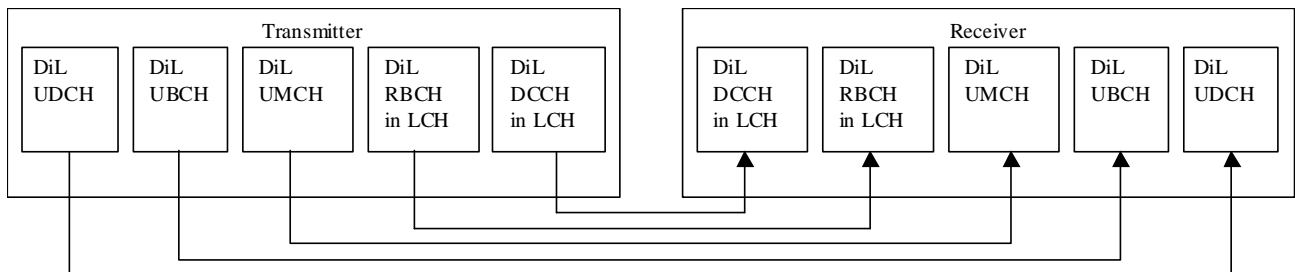 Transmitter
DiL
UDCH
DiL
UBCH
DiL
UMCH
DiL
RBCH
in LCH
DiL
DCCH
in LCH
Receiver
DiL
DCCH
in LCH
DiL
RBCH
in LCH
DiL
UMCH
DiL
UBCH
DiL
UDCH